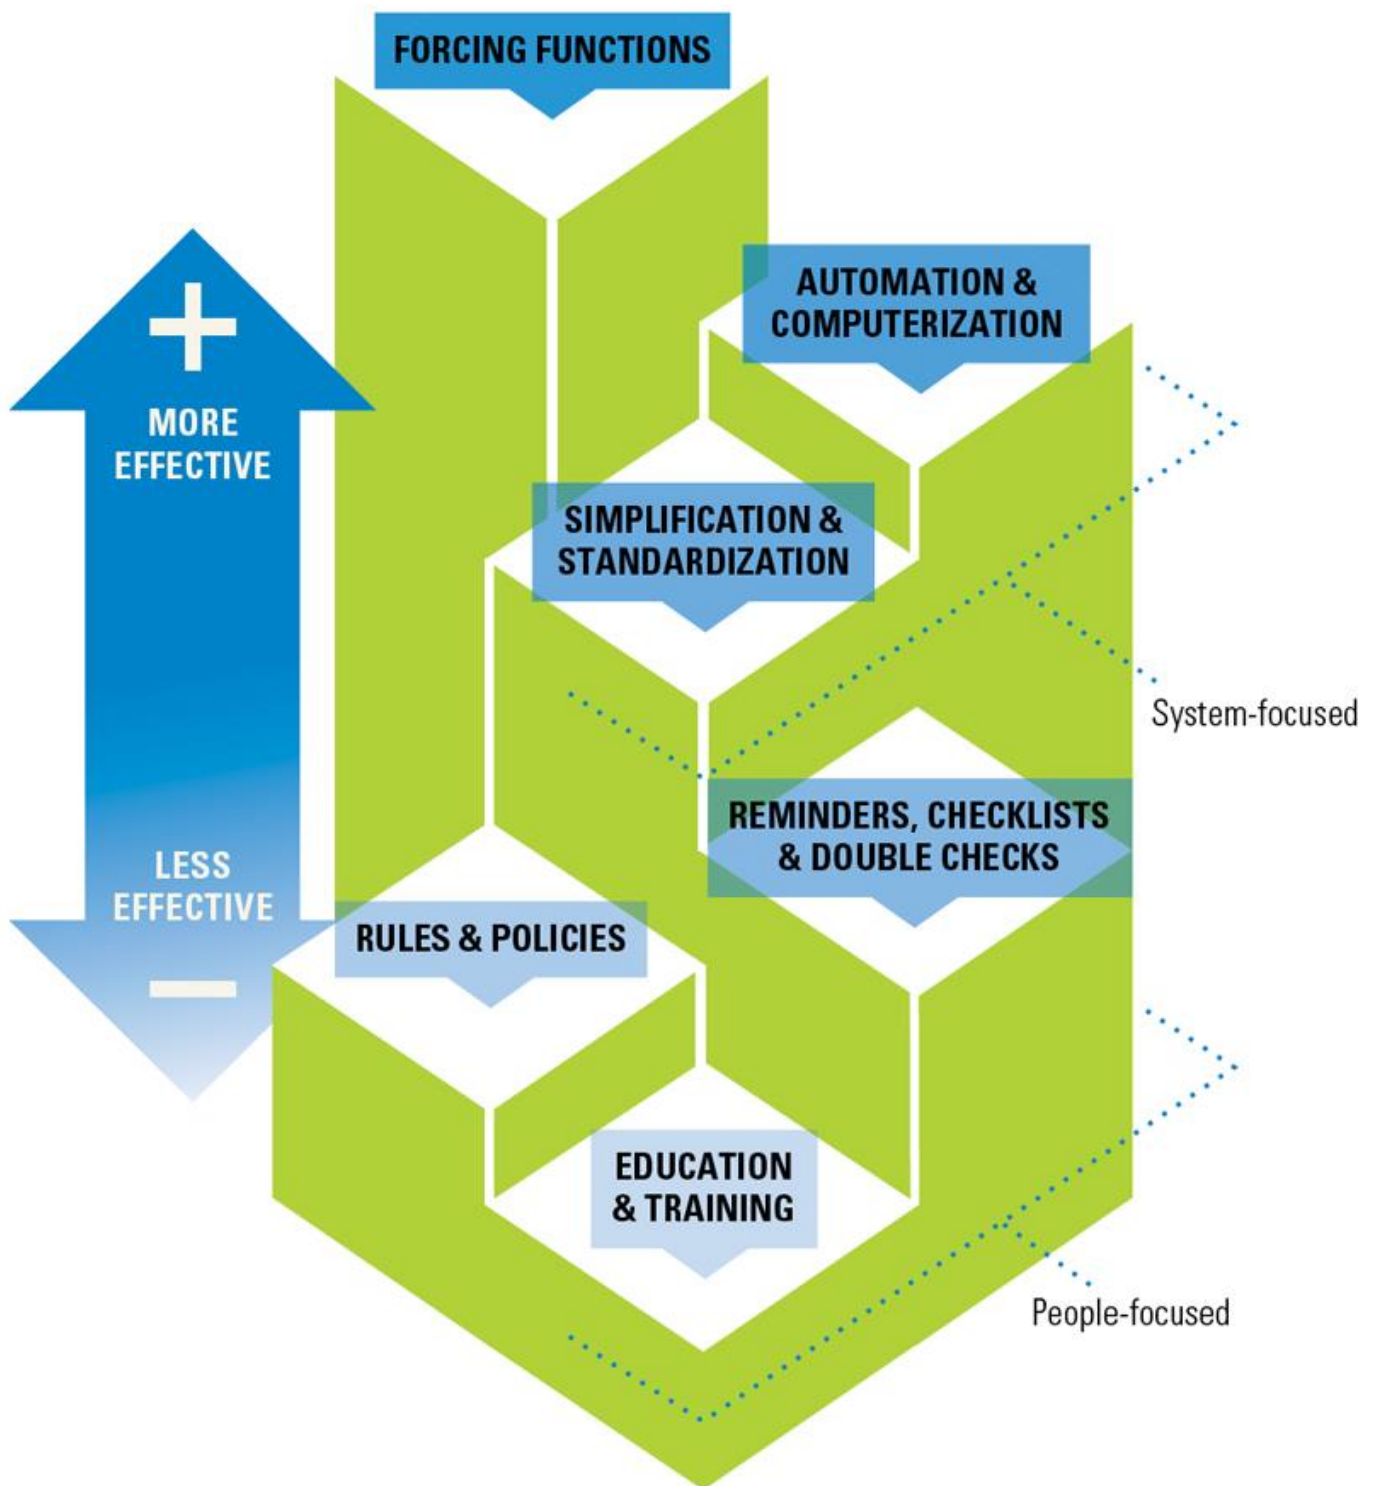 FORCING FUNCTIONS
AUTOMATION &
COMPUTERIZATION
+
MORE
EFFECTIVE
SIMPLIFICATION &
STANDARDIZATION
System-focused
REMINDERS, CHECKLISTS
& DOUBLE CHECKS
LESS
EFFECTIVE
−
RULES & POLICIES
EDUCATION
& TRAINING
People-focused